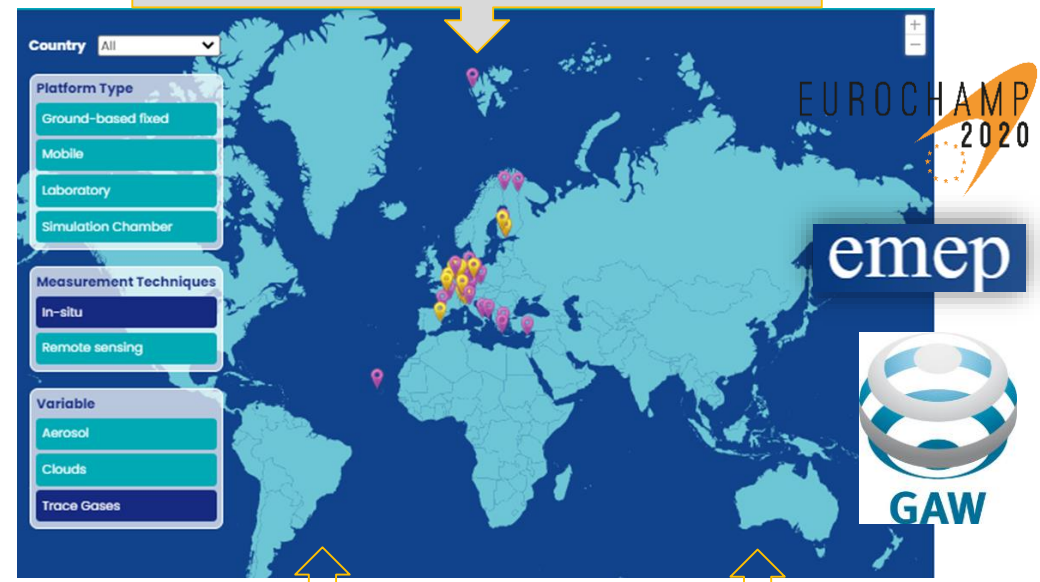 Country All
+
−
Platform Type
Ground-based fixed
Mobile
Laboratory
Simulation Chamber
Measurement Techniques
In-situ
Remote sensing
Variable
Aerosol
Clouds
Trace Gases
EUROCHAMP
2020
emep
GAW